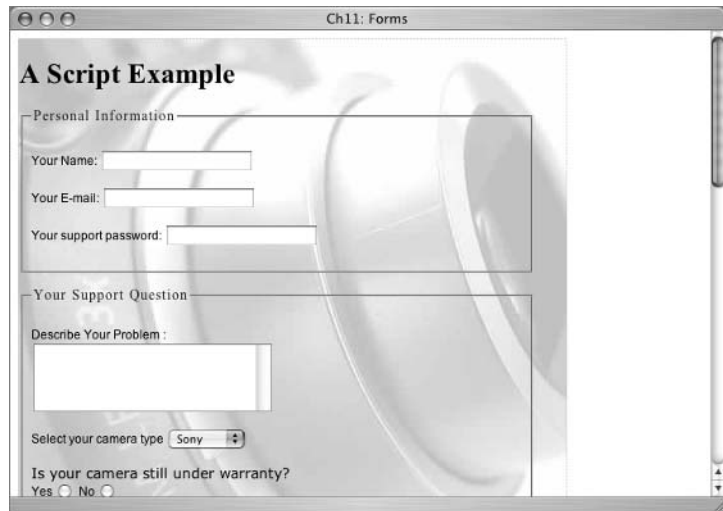 Ch11: Forms
A Script Example
Personal Information
Your Name:
Your E-mail:
Your support password:
Your Support Question
Describe Your Problem :
Select your camera type Sony
Is your camera still under warranty?
Yes No